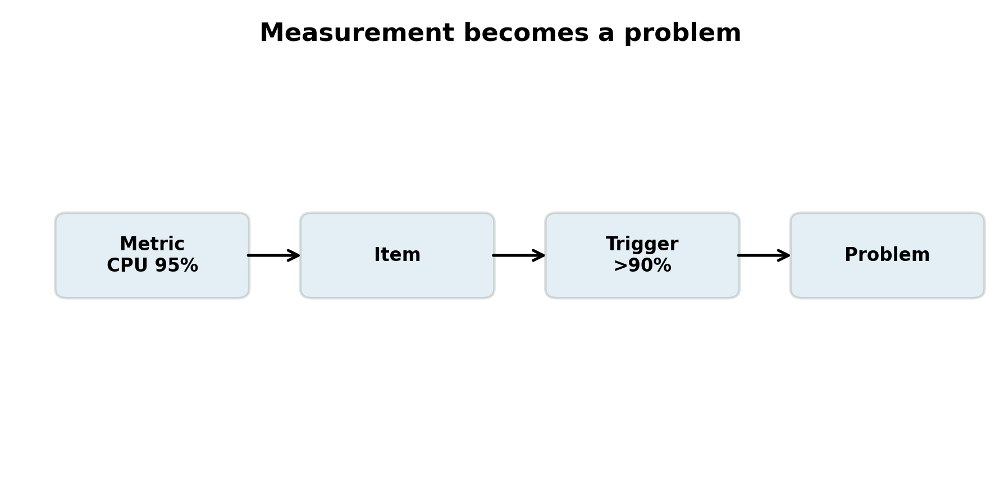 Measurement becomes a problem
Metric
CPU 95%
Item
Trigger
>90%
Problem